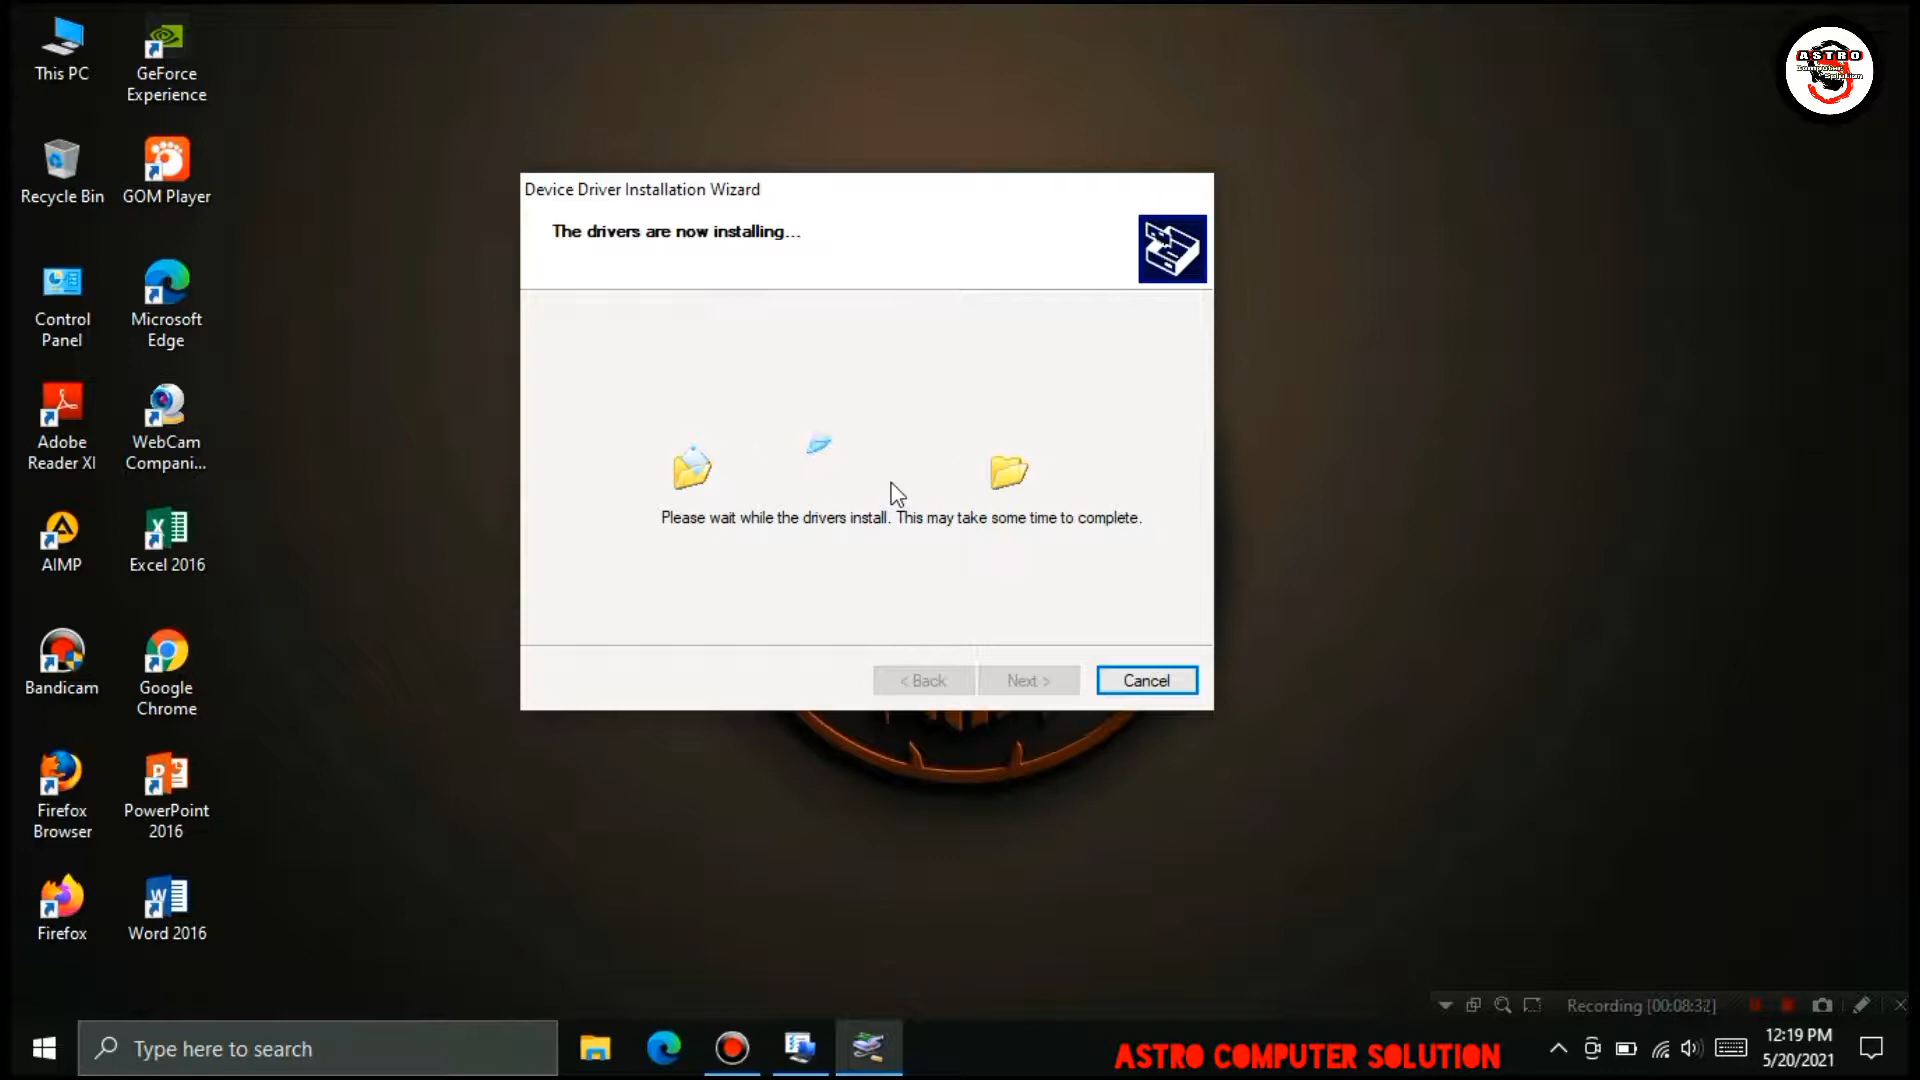 This PC
GeForce
Experience
ASTRO
Computer
Solution
Recycle Bin
GOM Player
Device Driver Installation Wizard
The drivers are now installing...
Control
Panel
Microsoft
Edge
Adobe
Reader XI
WebCam
Compani...
Please wait while the drivers install. This may take some time to complete.
AIMP
Excel 2016
< Back
Next >
Cancel
Bandicam
Google
Chrome
Firefox
Browser
PowerPoint
2016
Firefox
Word 2016
Recording [00:08:32]
Type here to search
ASTRO COMPUTER SOLUTION
12:19 PM
5/20/2021